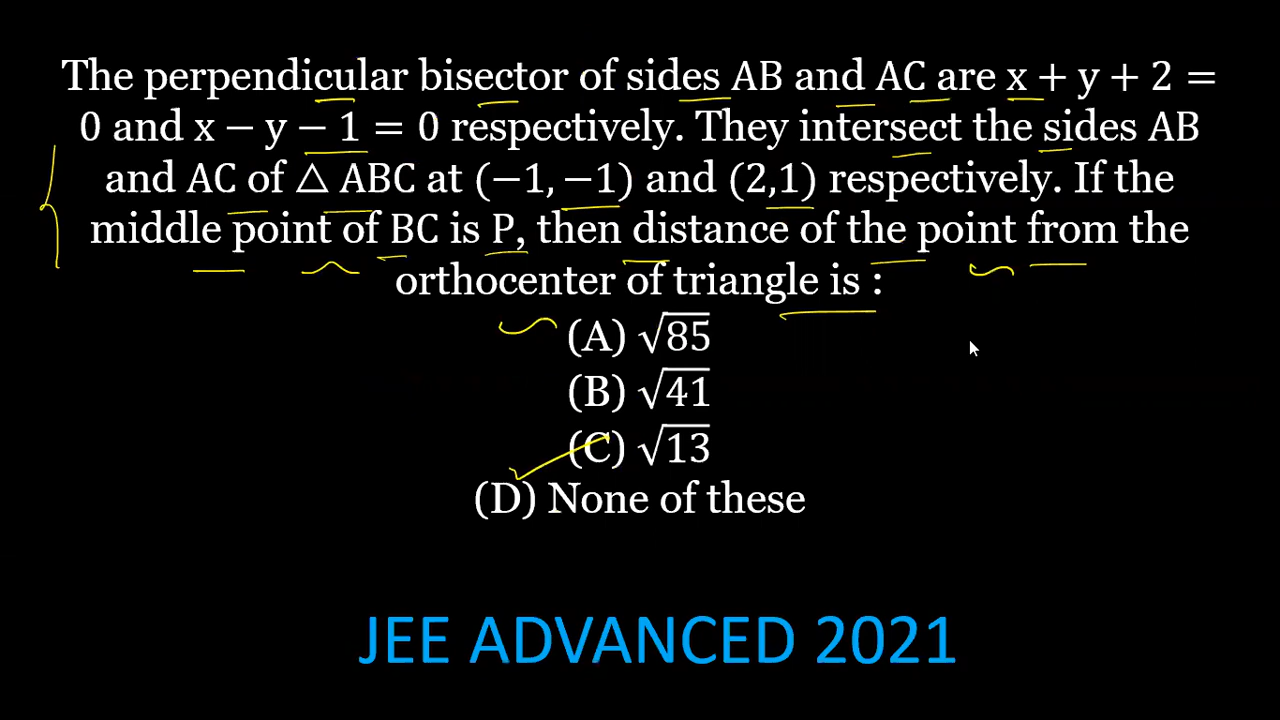 The perpendicular bisector of sides AB and AC are x + y + 2 =
0 and x − y − 1 = 0 respectively. They intersect the sides AB
and AC of △ ABC at (−1, −1) and (2,1) respectively. If the
middle point of BC is P, then distance of the point from the
orthocenter of triangle is :
(A) √85
(B) √41
(C) √13
(D) None of these
JEE ADVANCED 2021